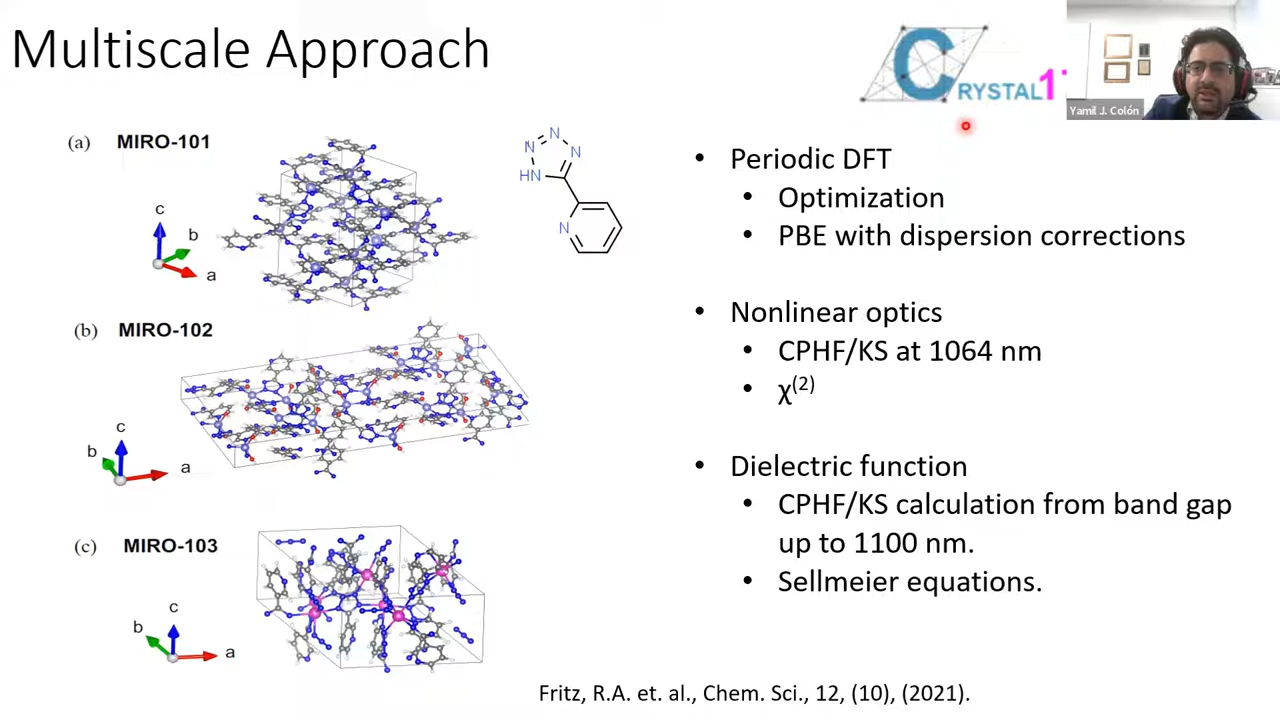 Multiscale Approach
CRYSTAL1
Yamil J. Colón
(a) MIRO-101
c
b
a
N
N
N
HN
N
(b) MIRO-102
c
b
a
(c) MIRO-103
c
b
a
• Periodic DFT
• Optimization
• PBE with dispersion corrections
• Nonlinear optics
• CPHF/KS at 1064 nm
• χ(2)
• Dielectric function
• CPHF/KS calculation from band gap
up to 1100 nm.
• Sellmeier equations.
Fritz, R.A. et. al., Chem. Sci., 12, (10), (2021).